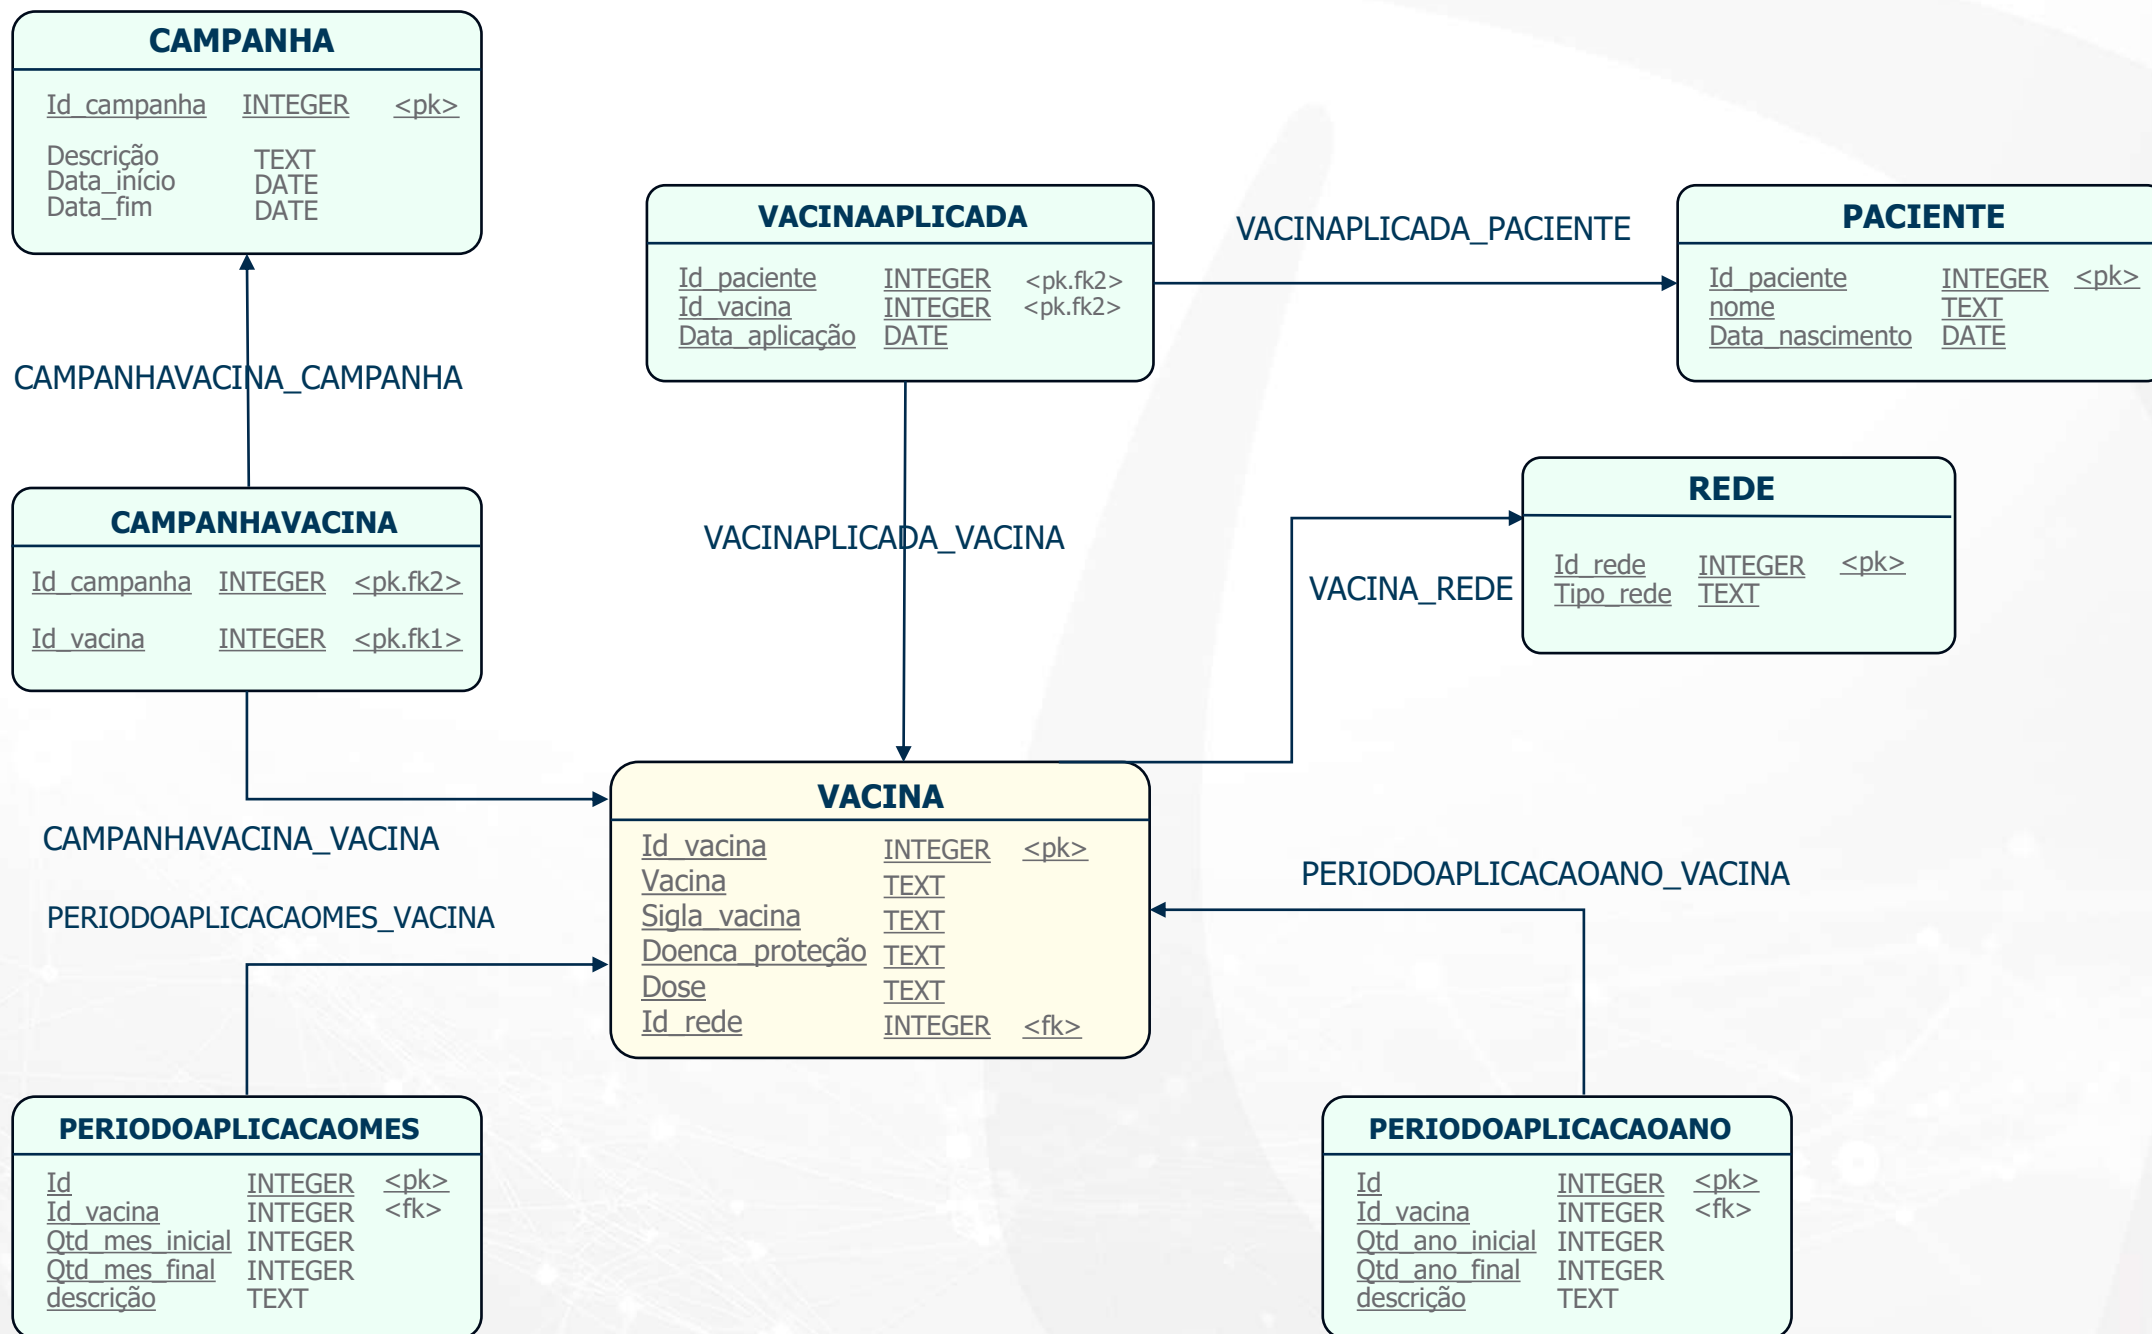 CAMPANHA
Id_campanha INTEGER <pk>
Descrição TEXT
Data_início DATE
Data_fim DATE
VACINAAPLICADA
Id_paciente INTEGER <pk.fk2>
Id_vacina INTEGER <pk.fk2>
Data_aplicação DATE
VACINAPLICADA_PACIENTE
PACIENTE
Id_paciente INTEGER <pk>
nome TEXT
Data_nascimento DATE
CAMPANHAVACINA_CAMPANHA
CAMPANHAVACINA
Id_campanha INTEGER <pk.fk2>
Id_vacina INTEGER <pk.fk1>
VACINAPLICADA_VACINA
VACINA_REDE
REDE
Id_rede INTEGER <pk>
Tipo_rede TEXT
CAMPANHAVACINA_VACINA
PERIODOAPLICACAOMES_VACINA
VACINA
Id_vacina INTEGER <pk>
Vacina TEXT
Sigla_vacina TEXT
Doenca_proteção TEXT
Dose TEXT
Id_rede INTEGER <fk>
PERIODOAPLICACAOANO_VACINA
PERIODOAPLICACAOMES
Id INTEGER <pk>
Id_vacina INTEGER <fk>
Qtd_mes_inicial INTEGER
Qtd_mes_final INTEGER
descrição TEXT
PERIODOAPLICACAOANO
Id INTEGER <pk>
Id_vacina INTEGER <fk>
Qtd_ano_inicial INTEGER
Qtd_ano_final INTEGER
descrição TEXT